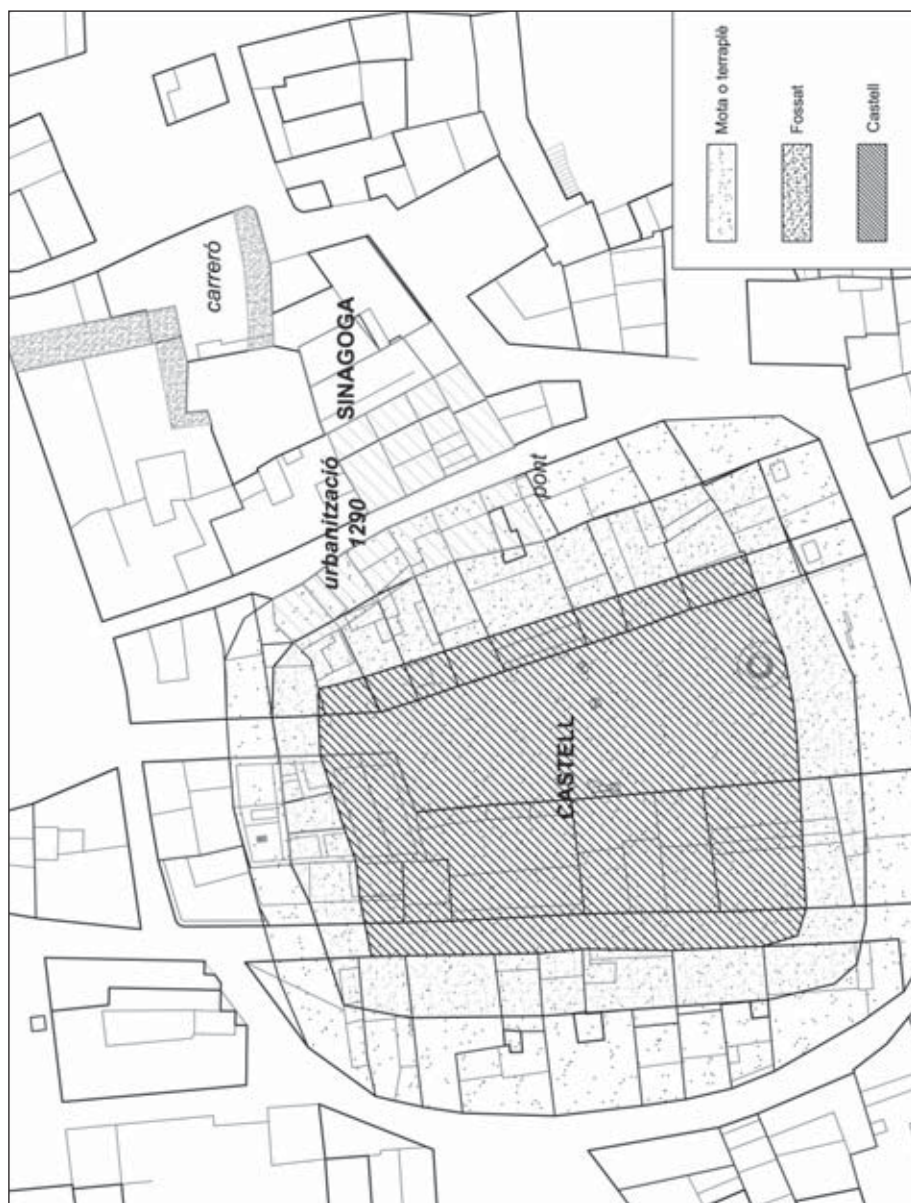 carreró
SINAGOGA
urbanització
1290
pont
CASTELL
Mota o terraplè
Fossat
Castell